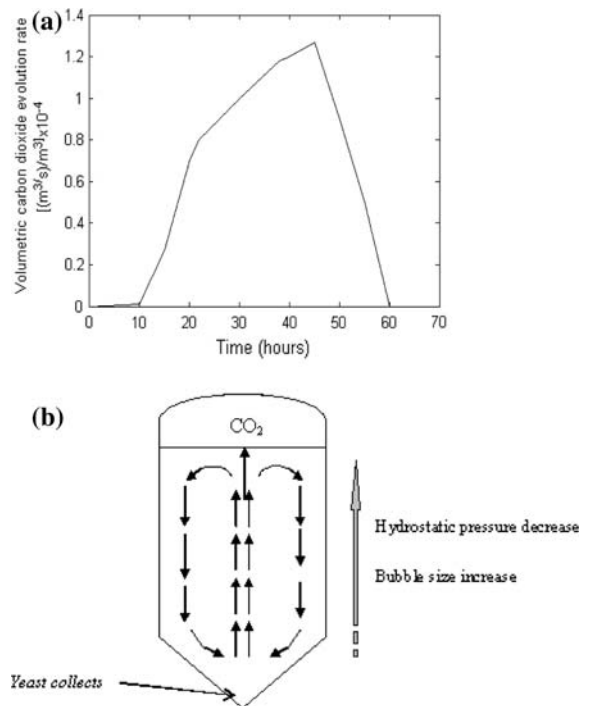 (a)
Volumetric carbon dioxide evolution rate
[(m³/s)/m³]x10⁻⁴
1.4
1.2
1
0.8
0.6
0.4
0.2
0
0 10 20 30 40 50 60 70
Time (hours)
(b)
CO₂
Hydrostatic pressure decrease
Bubble size increase
Yeast collects